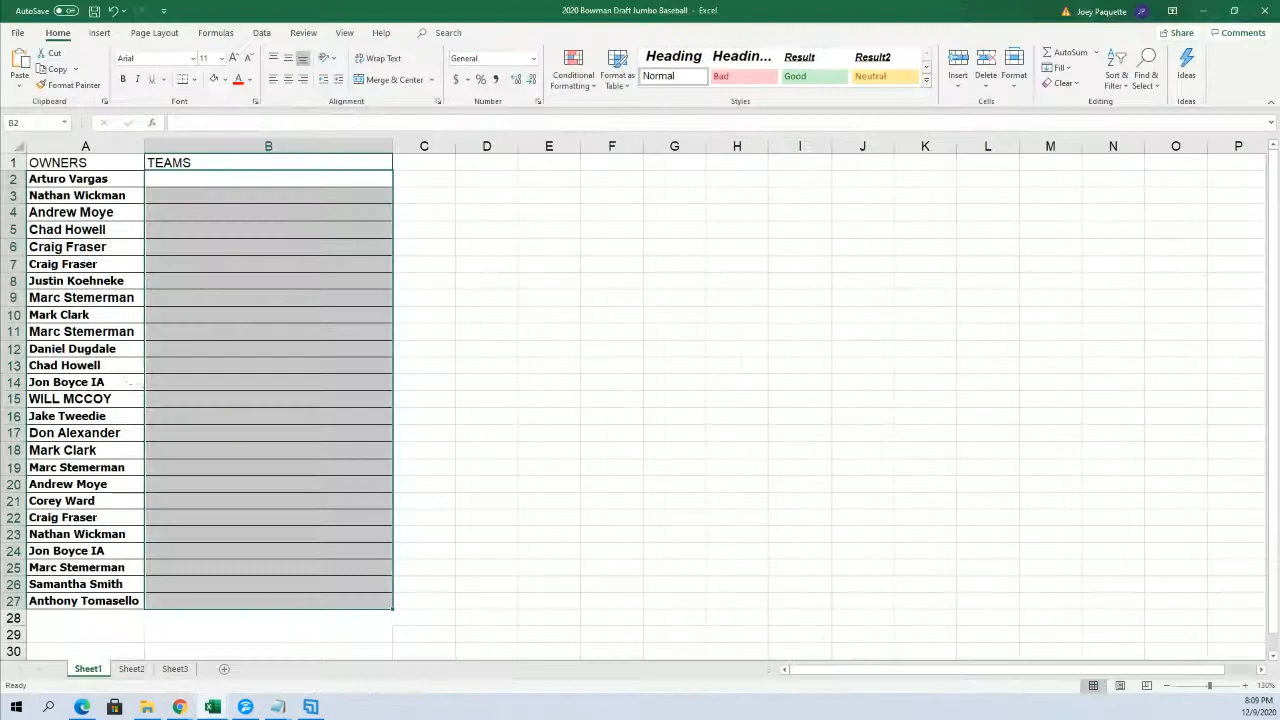 AutoSave Off 2020 Bowman Draft Jumbo Baseball - Excel Joey Paquette JP
File Home Insert Page Layout Formulas Data Review View Help Search Share Comments
Paste Cut Copy Format Painter Clipboard
Arial 11 B I U A Font
Wrap Text Merge & Center Alignment
General $ % Number
Conditional Formatting Format as Table
Heading Headin... Result Result2
Normal Bad Good Neutral
Styles
Insert Delete Format Cells
AutoSum Fill Clear Sort & Filter Find & Select Editing
Ideas Ideas
B2 fx
A B C D E F G H I J K L M N O P
1 OWNERS TEAMS
2 Arturo Vargas
3 Nathan Wickman
4 Andrew Moye
5 Chad Howell
6 Craig Fraser
7 Craig Fraser
8 Justin Koehneke
9 Marc Stemerman
10 Mark Clark
11 Marc Stemerman
12 Daniel Dugdale
13 Chad Howell
14 Jon Boyce IA
15 WILL MCCOY
16 Jake Tweedie
17 Don Alexander
18 Mark Clark
19 Marc Stemerman
20 Andrew Moye
21 Corey Ward
22 Craig Fraser
23 Nathan Wickman
24 Jon Boyce IA
25 Marc Stemerman
26 Samantha Smith
27 Anthony Tomasello
28
29
30
Sheet1 Sheet2 Sheet3
Ready 130%
8:09 PM
12/9/2020